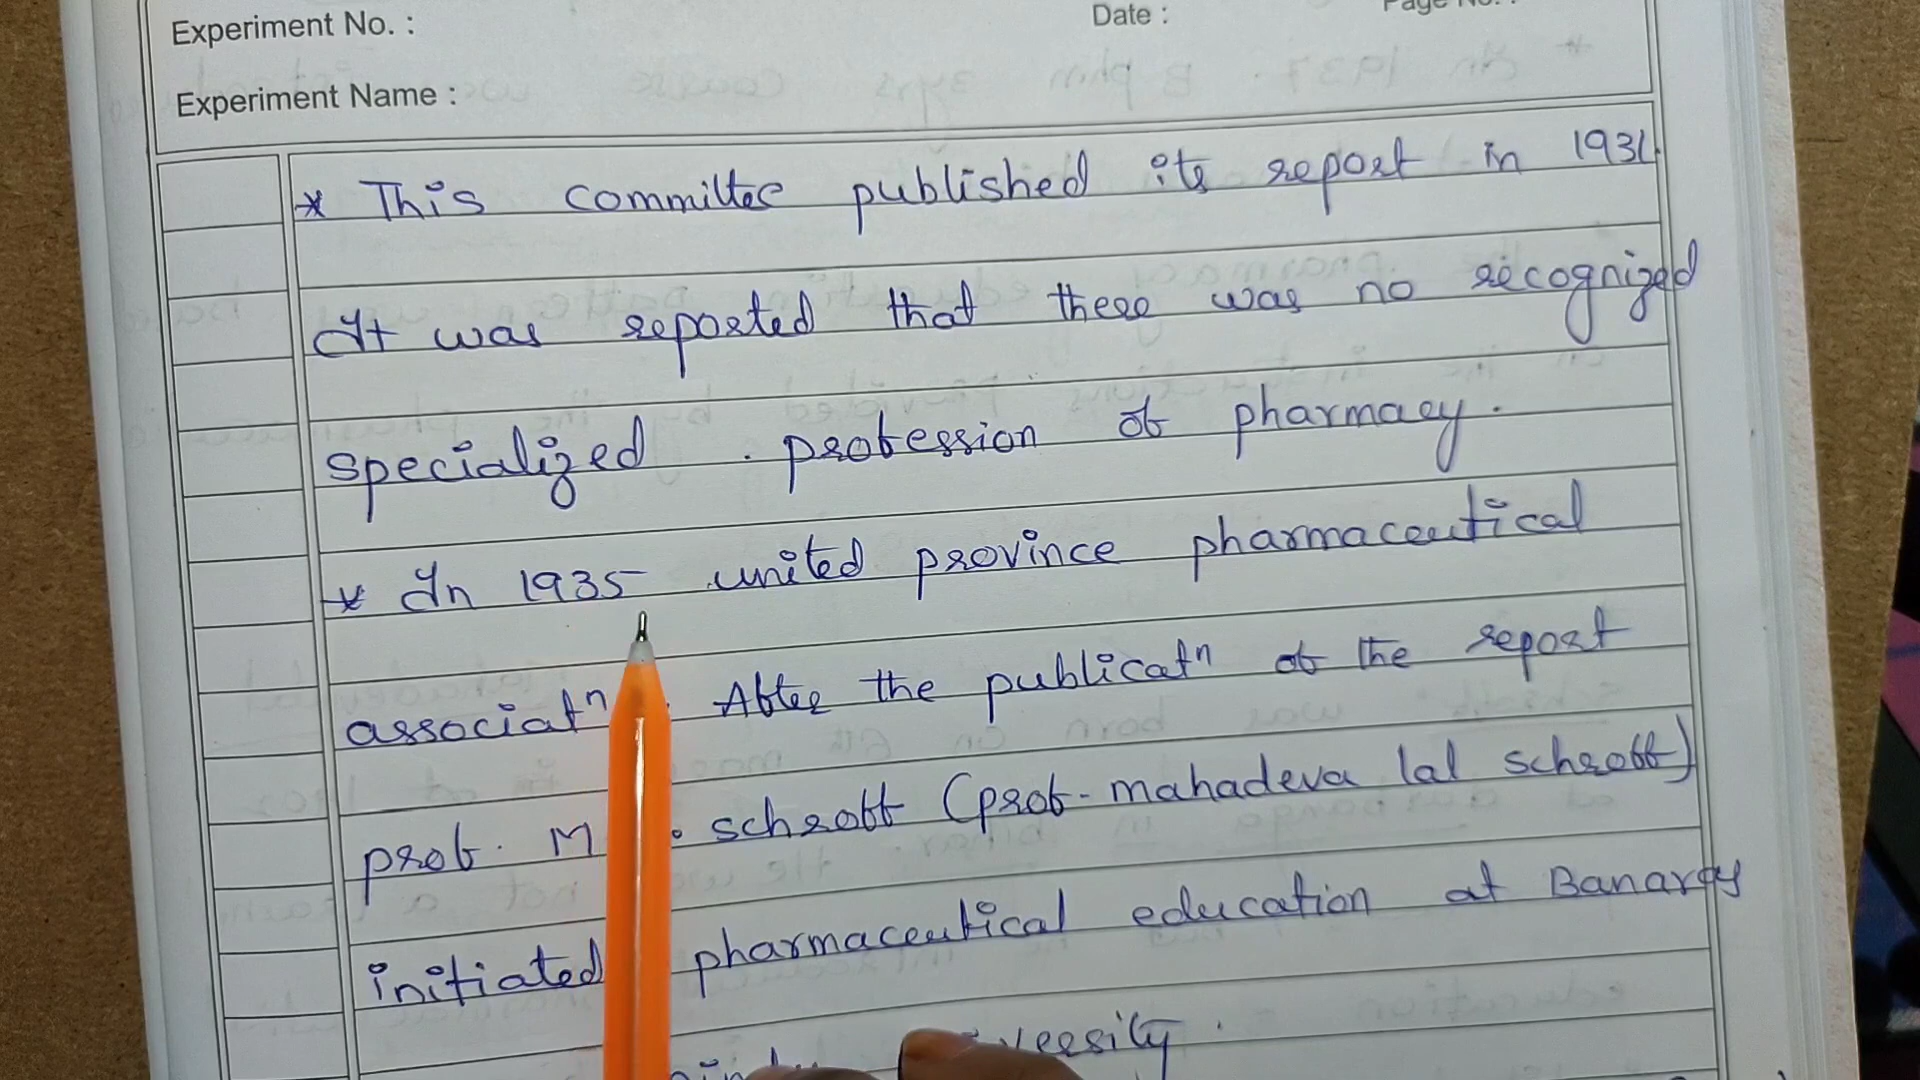 Experiment No. :
Date :
Page No. :
Experiment Name :
* This committee published its report in 1931.
It was reported that there was no recognized
specialized profession of pharmacy.
* In 1935 united province pharmaceutical
associatⁿ. After the publicatⁿ of the report
prof. M . schroff (prof. mahadeva lal schroff)
initiated pharmaceutical education at Banaras